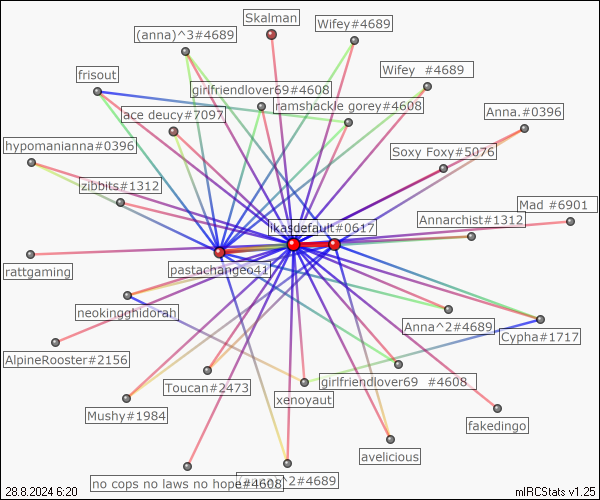 Skalman
Wifey#4689
(anna)^3#4689
Wifey_#4689
frisout
girlfriendlover69#4608
ramshackle gorey#4608
ace deucy#7097
Anna.#0396
hypomanianna#0396
Soxy Foxy#5076
zibbits#1312
Mad_#6901
Annarchist#1312
ikasdefault#0617
rattgaming
pastachangeo41
neokingghidorah
Anna^2#4689
Cypha#1717
AlpineRooster#2156
Toucan#2473
girlfriendlover69_#4608
xenoyaut
Mushy#1984
fakedingo
avelicious
no cops no laws no hope#4608
^2#4689
28.8.2024 6:20
mIRCStats v1.25